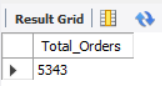 Result Grid
Total_Orders
5343